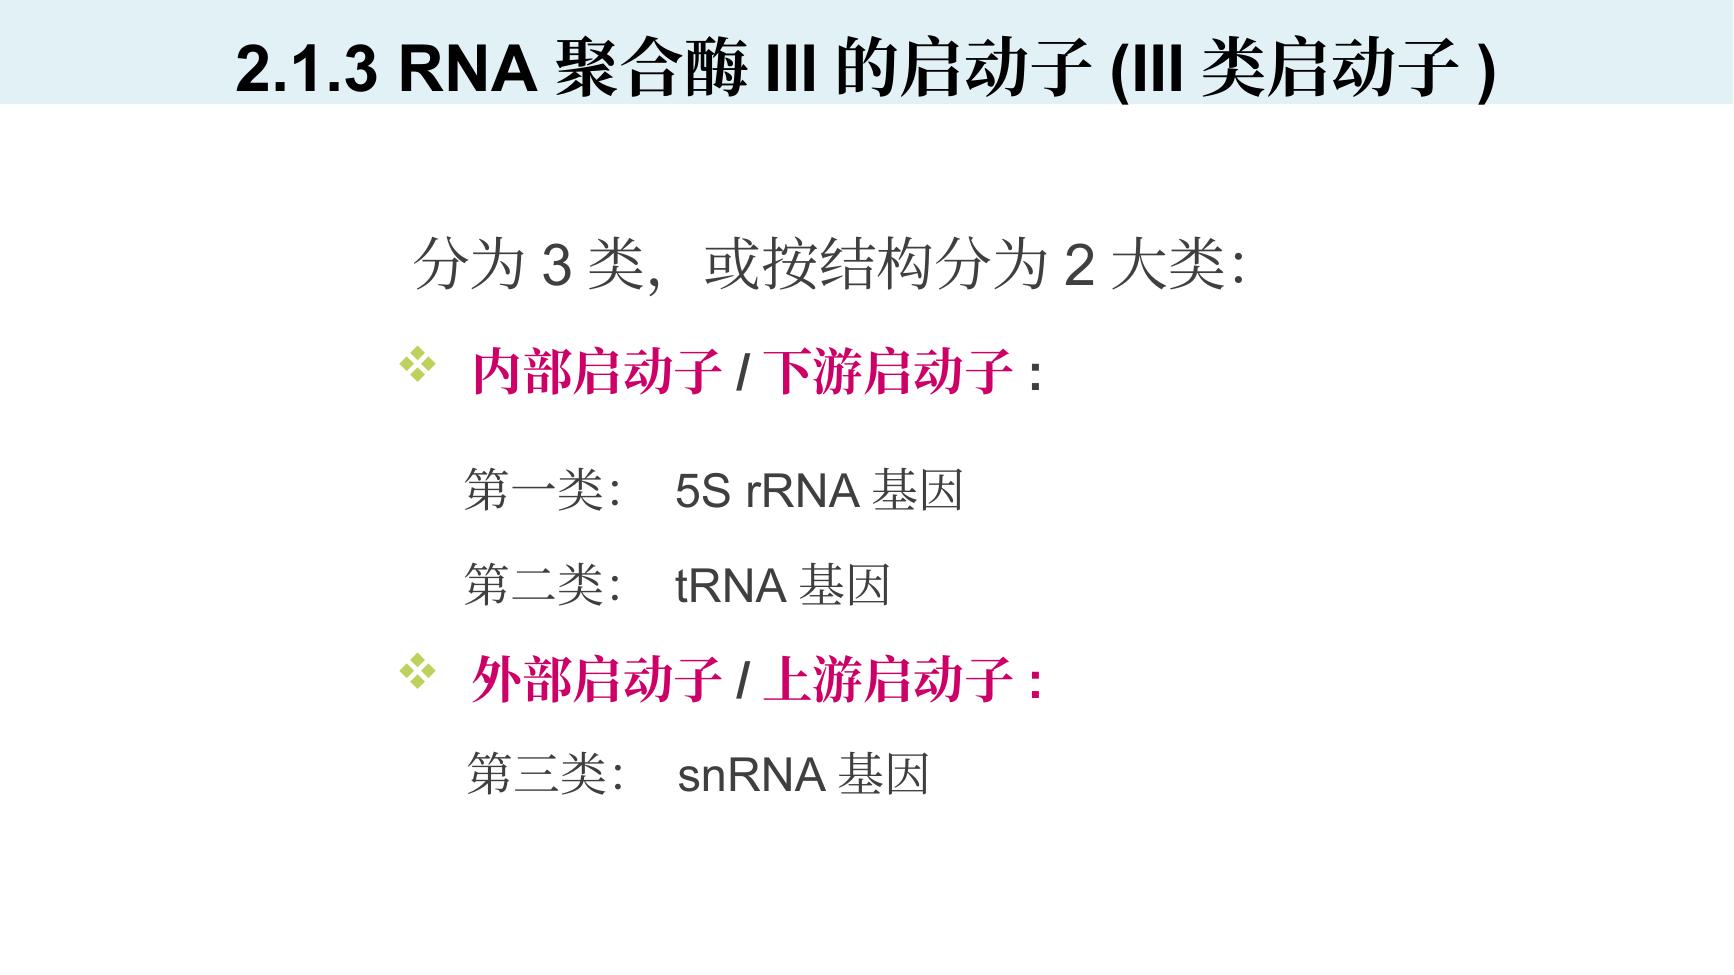 2.1.3 RNA 聚合酶 III 的启动子 (III 类启动子 )
分为 3 类，或按结构分为 2 大类：
内部启动子 / 下游启动子 :
第一类： 5S rRNA 基因
第二类： tRNA 基因
外部启动子 / 上游启动子 :
第三类： snRNA 基因